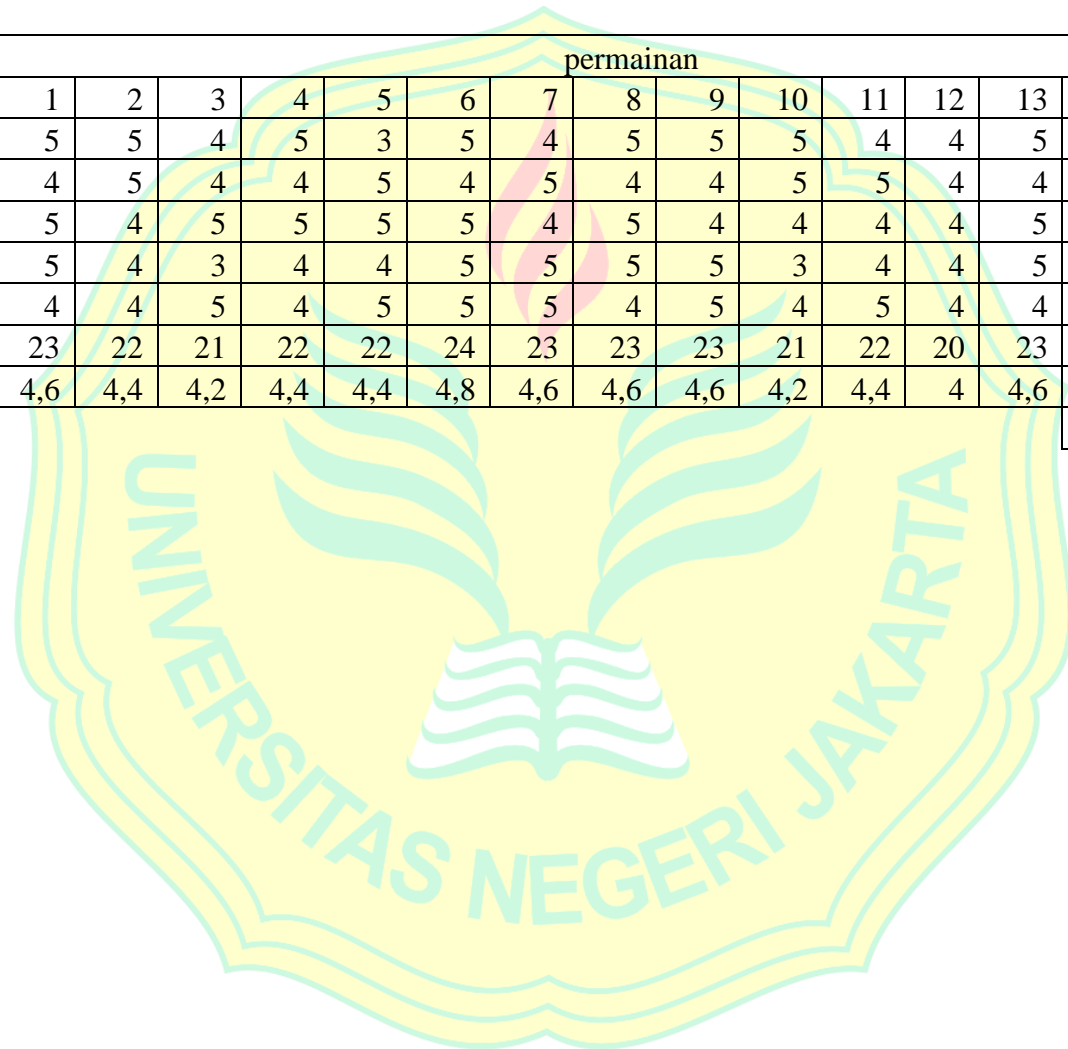 permainan
1 2 3 4 5 6 7 8 9 10 11 12 13
5 5 4 5 3 5 4 5 5 5 4 4 5
4 5 4 4 5 4 5 4 4 5 5 4 4
5 4 5 5 5 5 4 5 4 4 4 4 5
5 4 3 4 4 5 5 5 5 3 4 4 5
4 4 5 4 5 5 5 4 5 4 5 4 4
23 22 21 22 22 24 23 23 23 21 22 20 23
4,6 4,4 4,2 4,4 4,4 4,8 4,6 4,6 4,6 4,2 4,4 4 4,6
UNIVERSITAS NEGERI JAKARTA